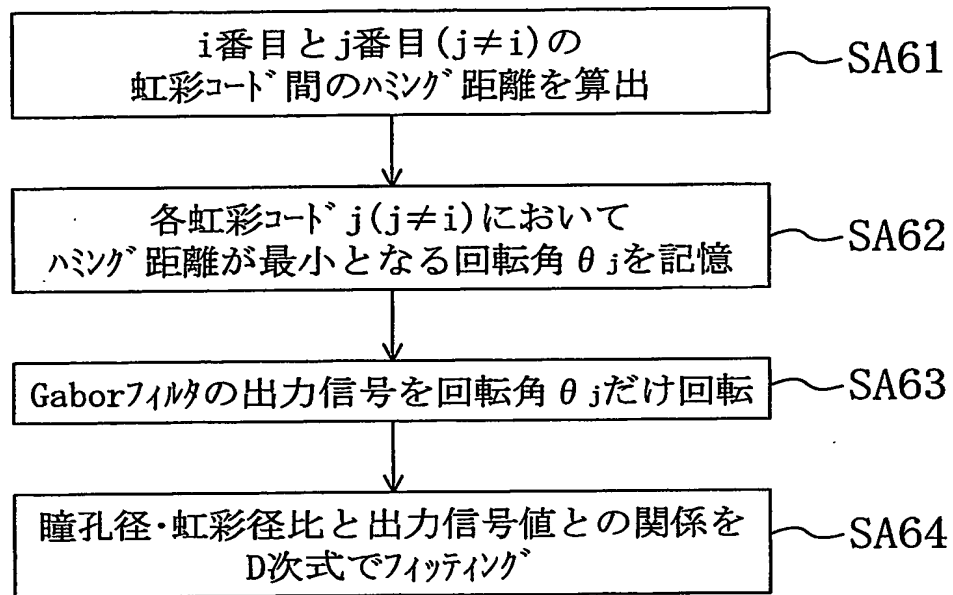 i番目とj番目(j≠i)の
虹彩ｺｰﾄﾞ間のﾊﾐﾝｸﾞ距離を算出
SA61
各虹彩ｺｰﾄﾞj(j≠i)において
ﾊﾐﾝｸﾞ距離が最小となる回転角θjを記憶
SA62
Gaborﾌｨﾙﾀの出力信号を回転角θjだけ回転
SA63
瞳孔径・虹彩径比と出力信号値との関係を
D次式でﾌｨｯﾃｨﾝｸﾞ
SA64